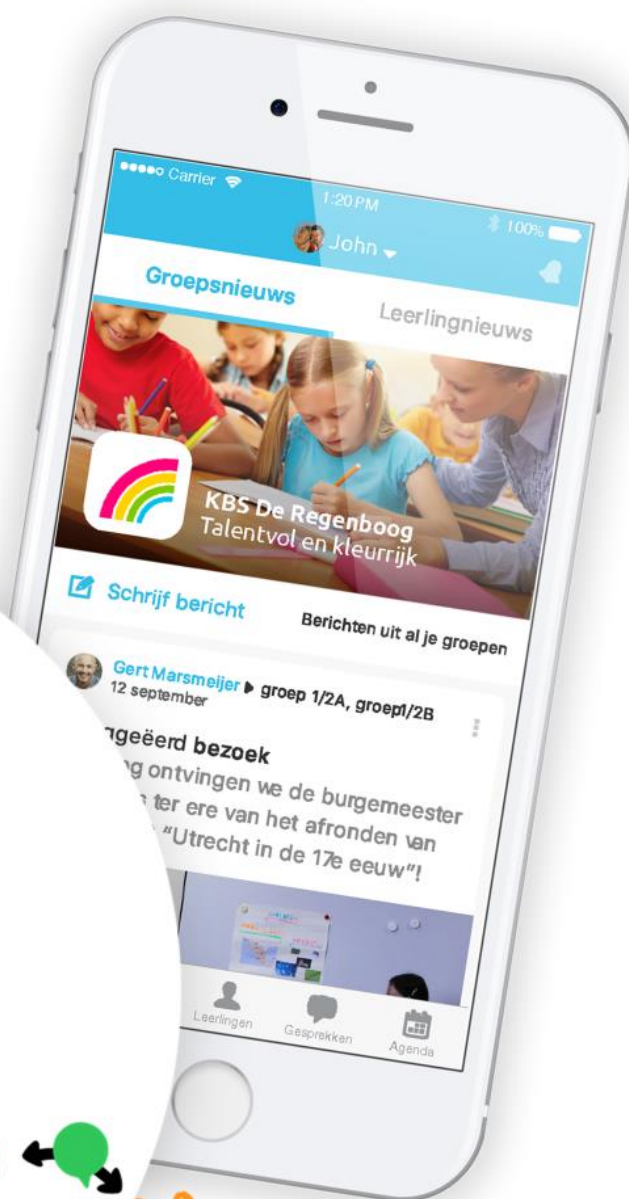 Carrier
1:20 PM
100%
John
Groepsnieuws
Leerlingnieuws
KBS De Regenboog
Talentvol en kleurrijk
Schrijf bericht
Berichten uit al je groepen
Gert Marsmeijer ▶ groep 1/2A, groep1/2B
12 september
bezoek
ontvingen we de burgemeester
ter ere van het afronden van
"Utrecht in de 17e eeuw"!
Leerlingen
Gesprekken
Agenda